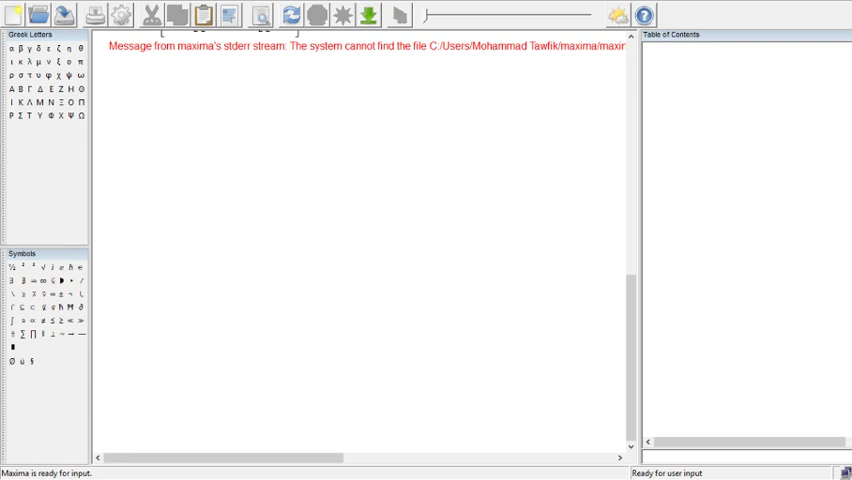 Greek Letters
Table of Contents
Message from maxima's stderr stream: The system cannot find the file C:/Users/Mohammad Tawfik/maxima/maxin
α β γ δ ε ζ η θ
ι κ λ μ ν ξ ο π
ρ σ τ υ φ χ ψ ω
Α Β Γ Δ Ε Ζ Η Θ
Ι Κ Λ Μ Ν Ξ Ο Π
Ρ Σ Τ Υ Φ Χ Ψ Ω
Symbols
Maxima is ready for input.
Ready for user input